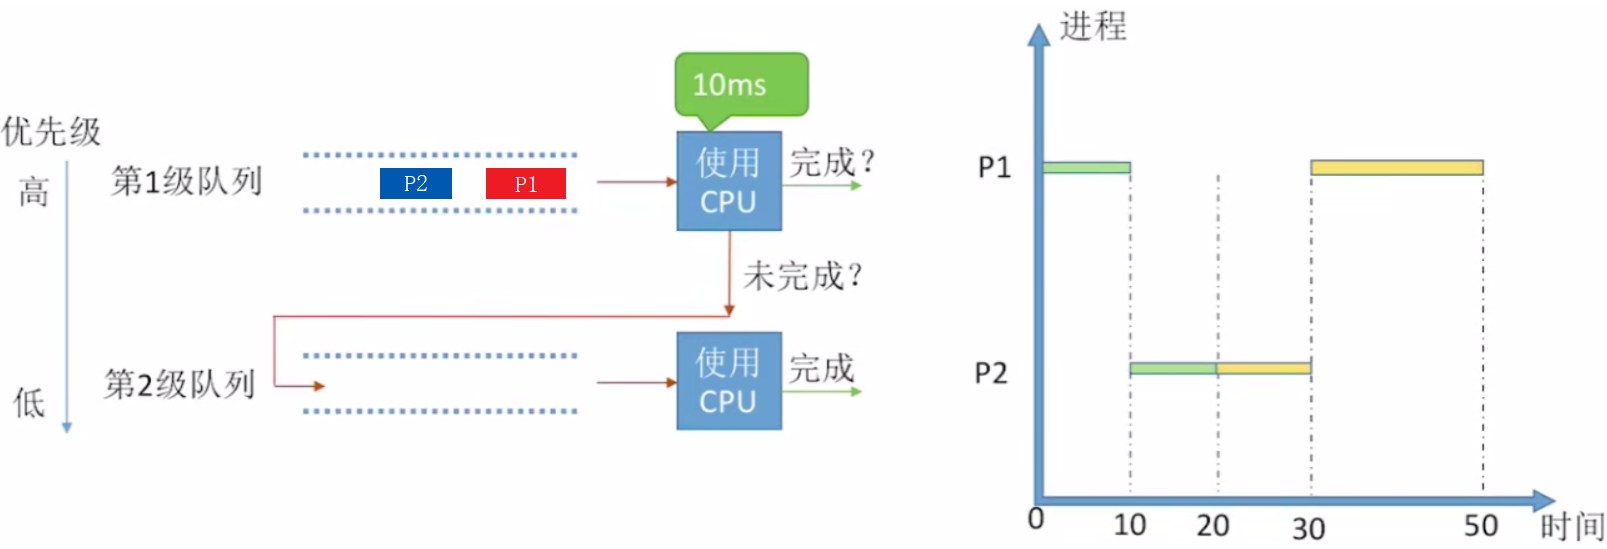 10ms
优先级
高
第1级队列
P2
P1
使用
CPU
完成?
未完成?
低
第2级队列
使用
CPU
完成
进程
P1
P2
0
10
20
30
50
时间